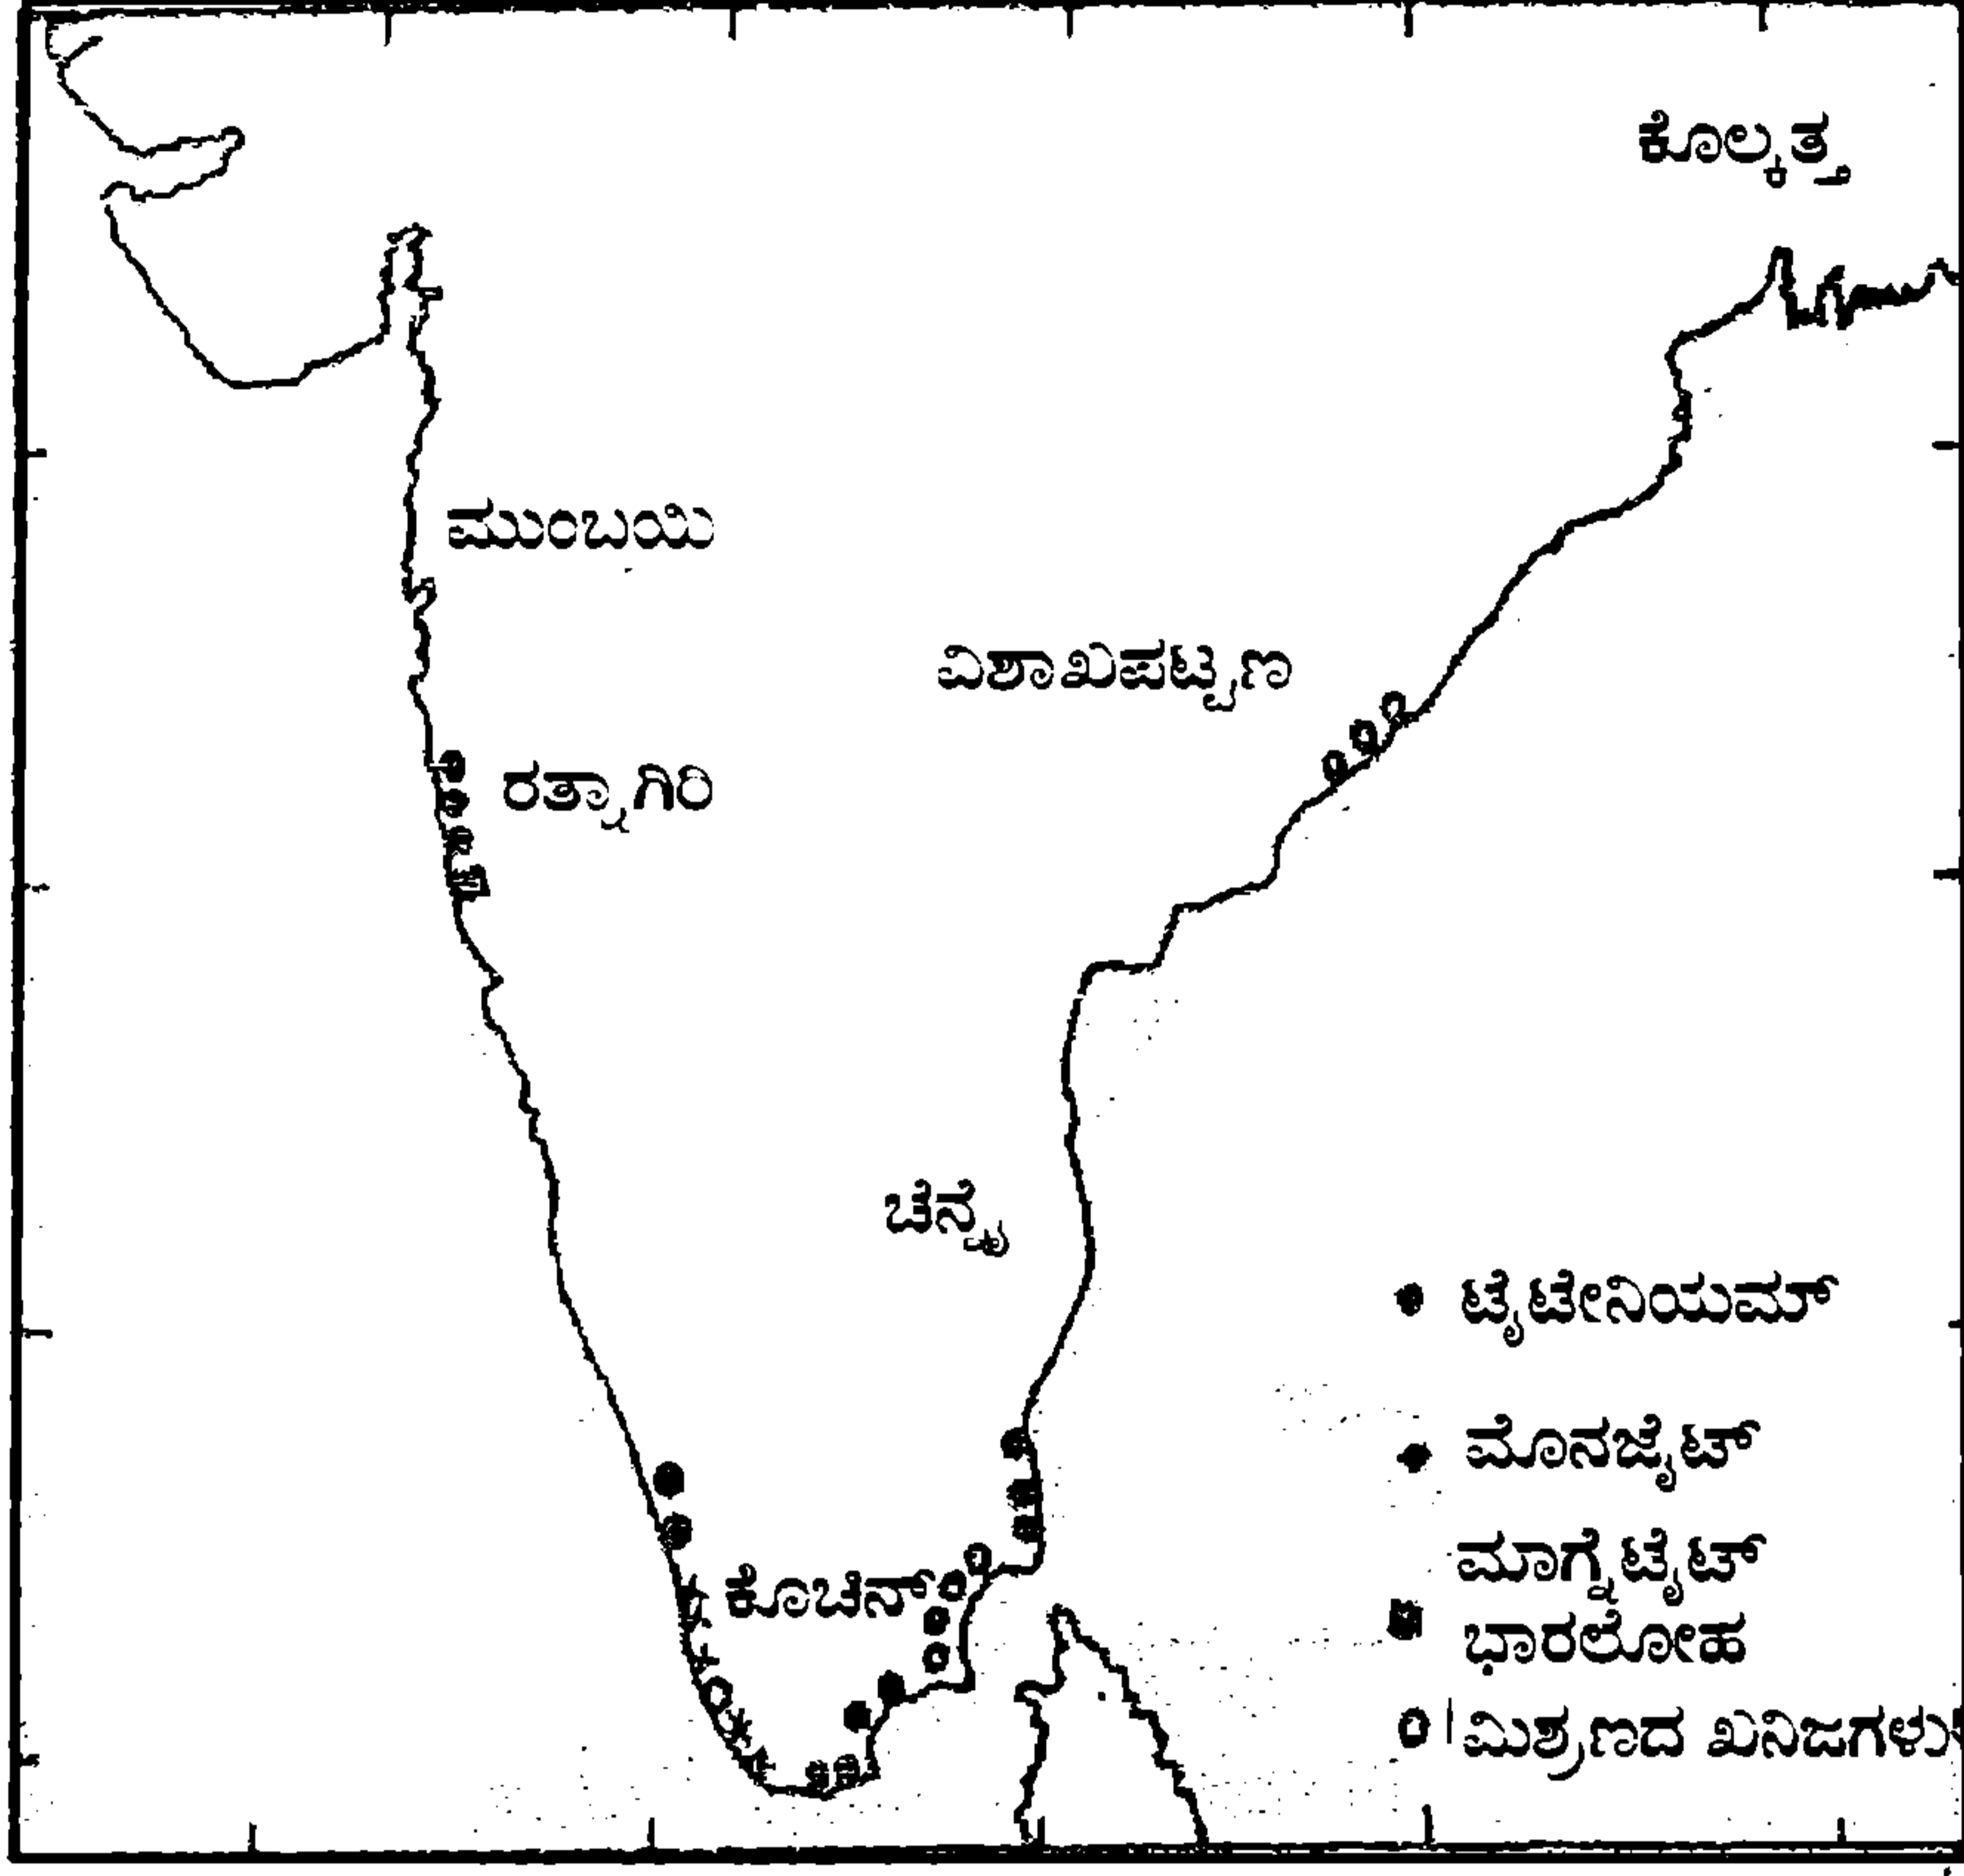 ಕೊಲ್ಕತ್ತ
ಮುಂಬಯಿ
ವಿಶಾಖಪಟ್ಟಣ
ರತ್ನಾಗಿರಿ
ಚೆನ್ನೈ
ಟೈಟೇನಿಯಮ್
ಮೊನಜೈಟ್
ಕೊಚಿನ್
ಮಾಗ್ನೆಟೈಟ್
ಭಾರಲೋಹ
ಮಿಶ್ರಣದ ಖನಿಜಗಳು